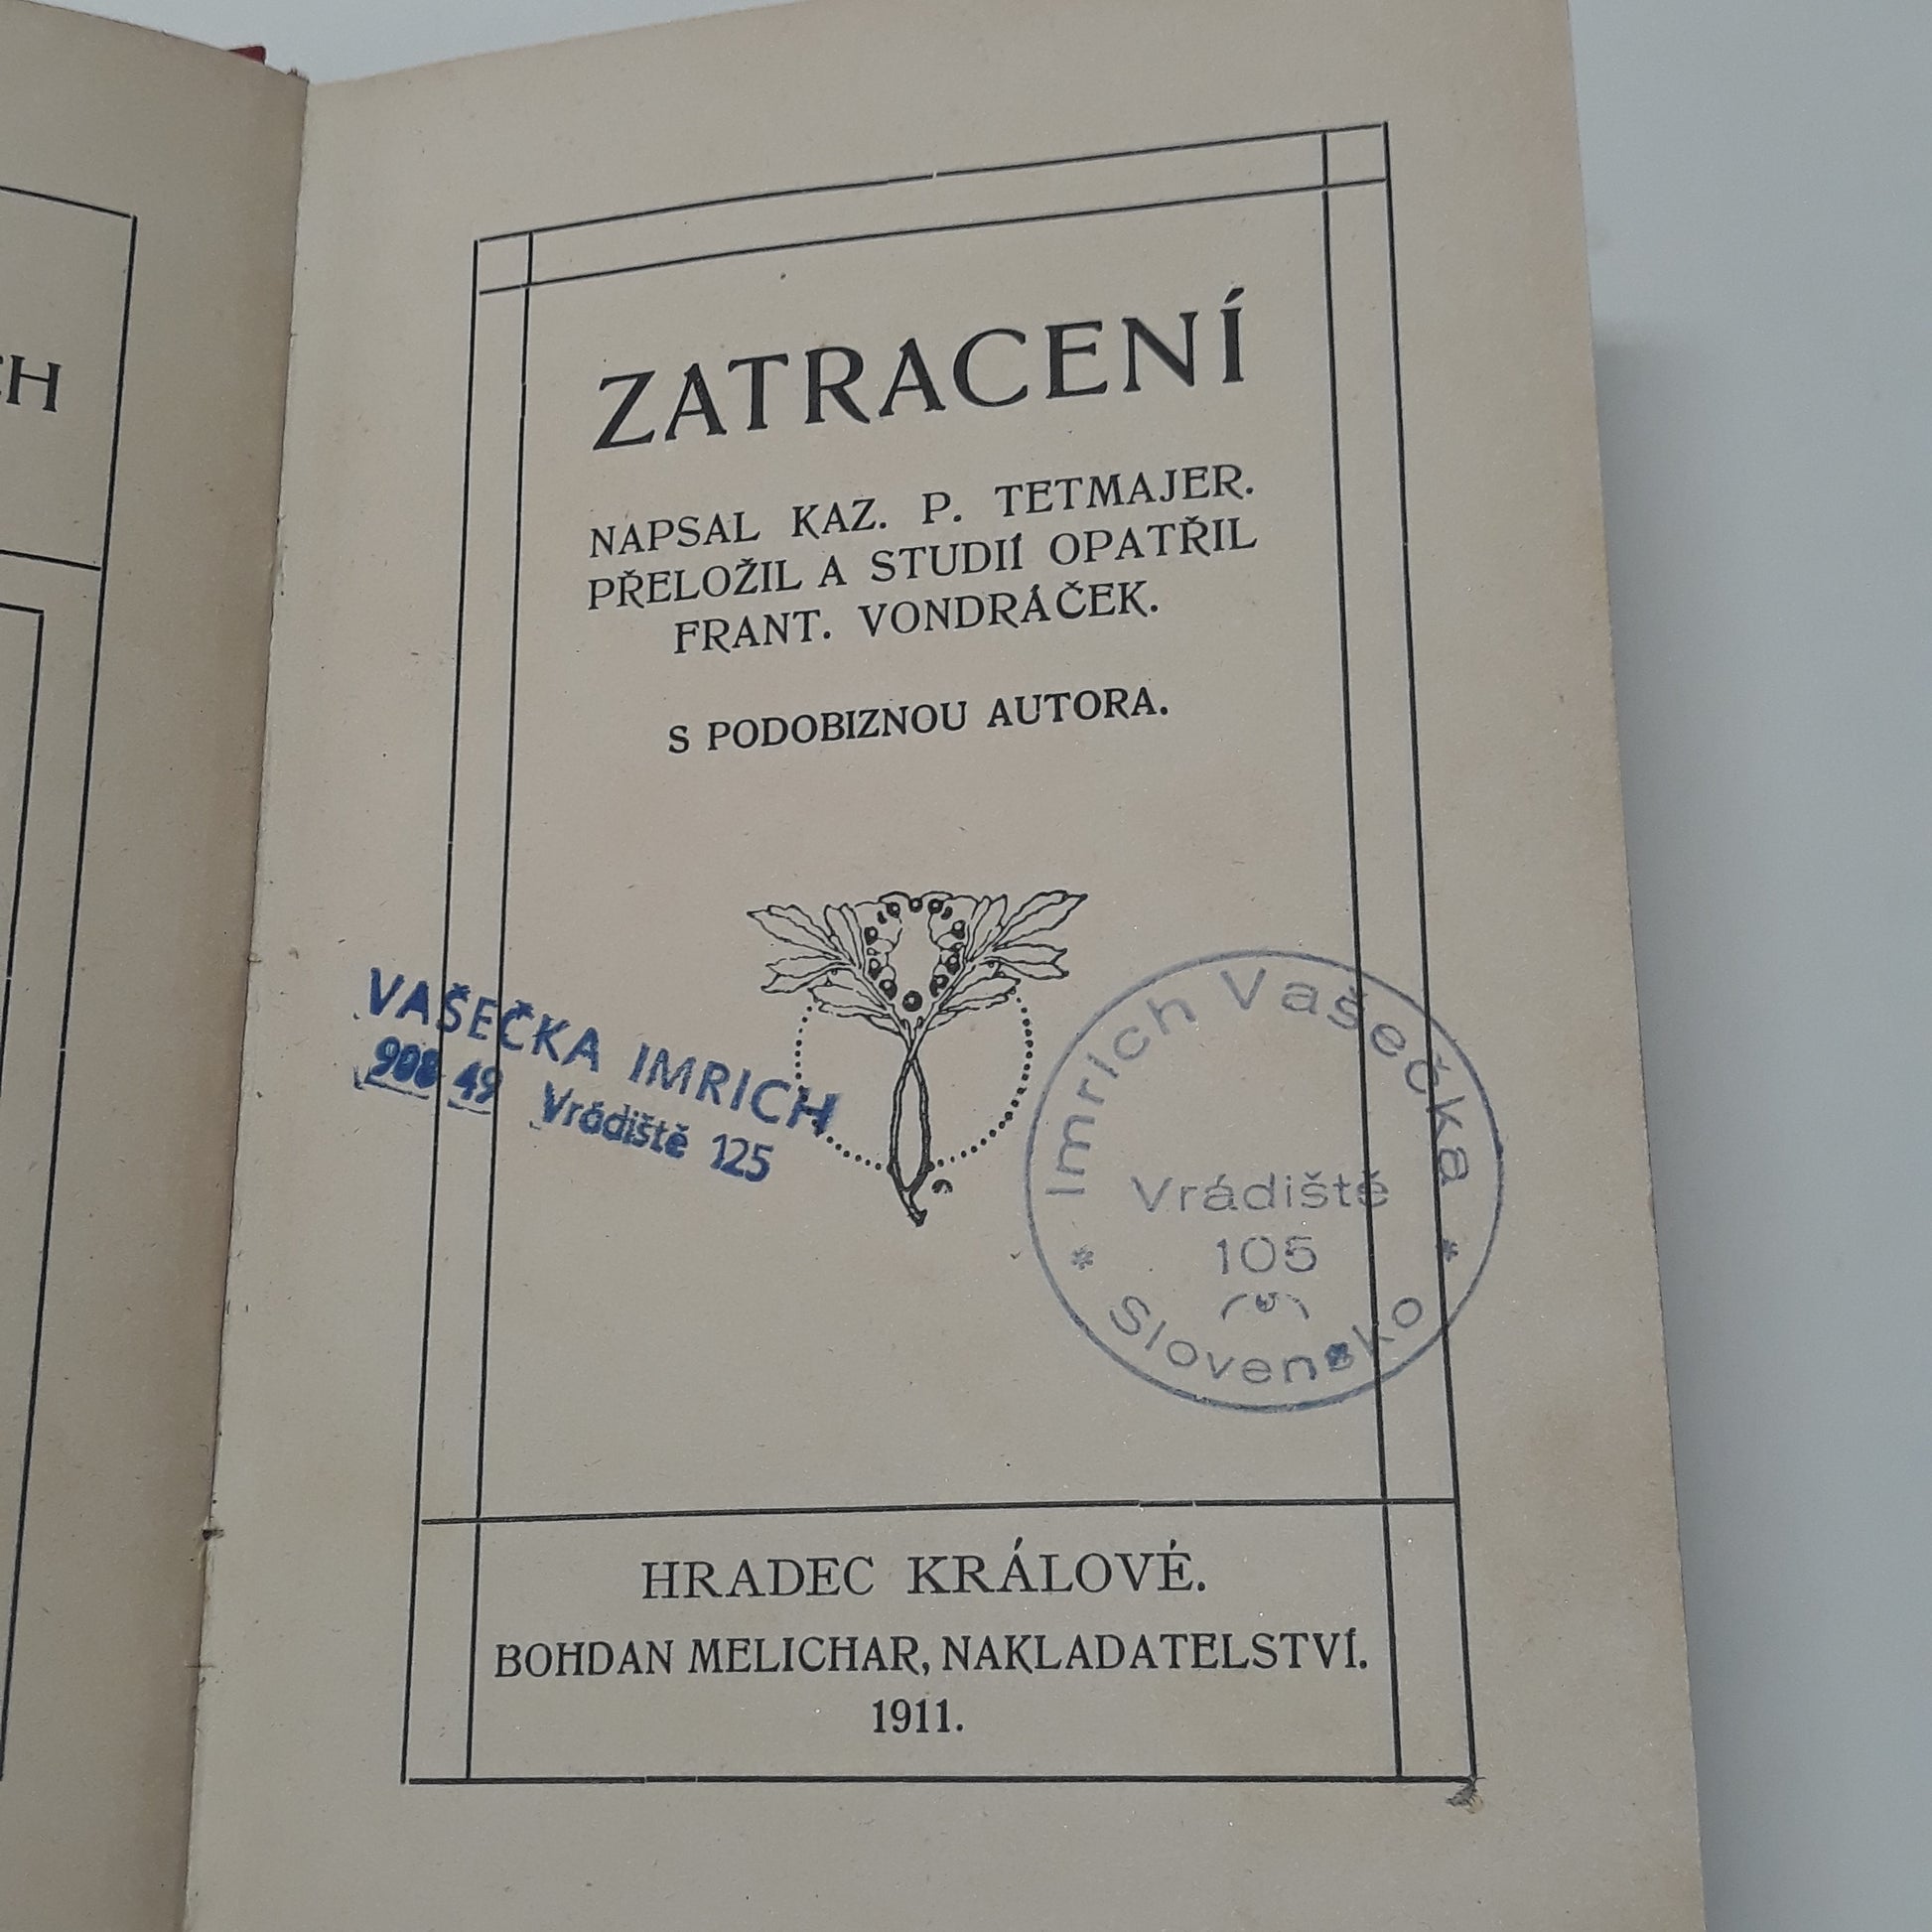 CH
ZATRACENÍ
NAPSAL KAZ. P. TETMAJER.
PŘELOŽIL A STUDIÍ OPATŘIL
FRANT. VONDRÁČEK.
S PODOBIZNOU AUTORA.
VAŠEČKA IMRICH
908 49 Vrádiště 125
Imrich Vašečka
Vrádiště
105
* Slovensko *
HRADEC KRÁLOVÉ.
BOHDAN MELICHAR, NAKLADATELSTVÍ.
1911.